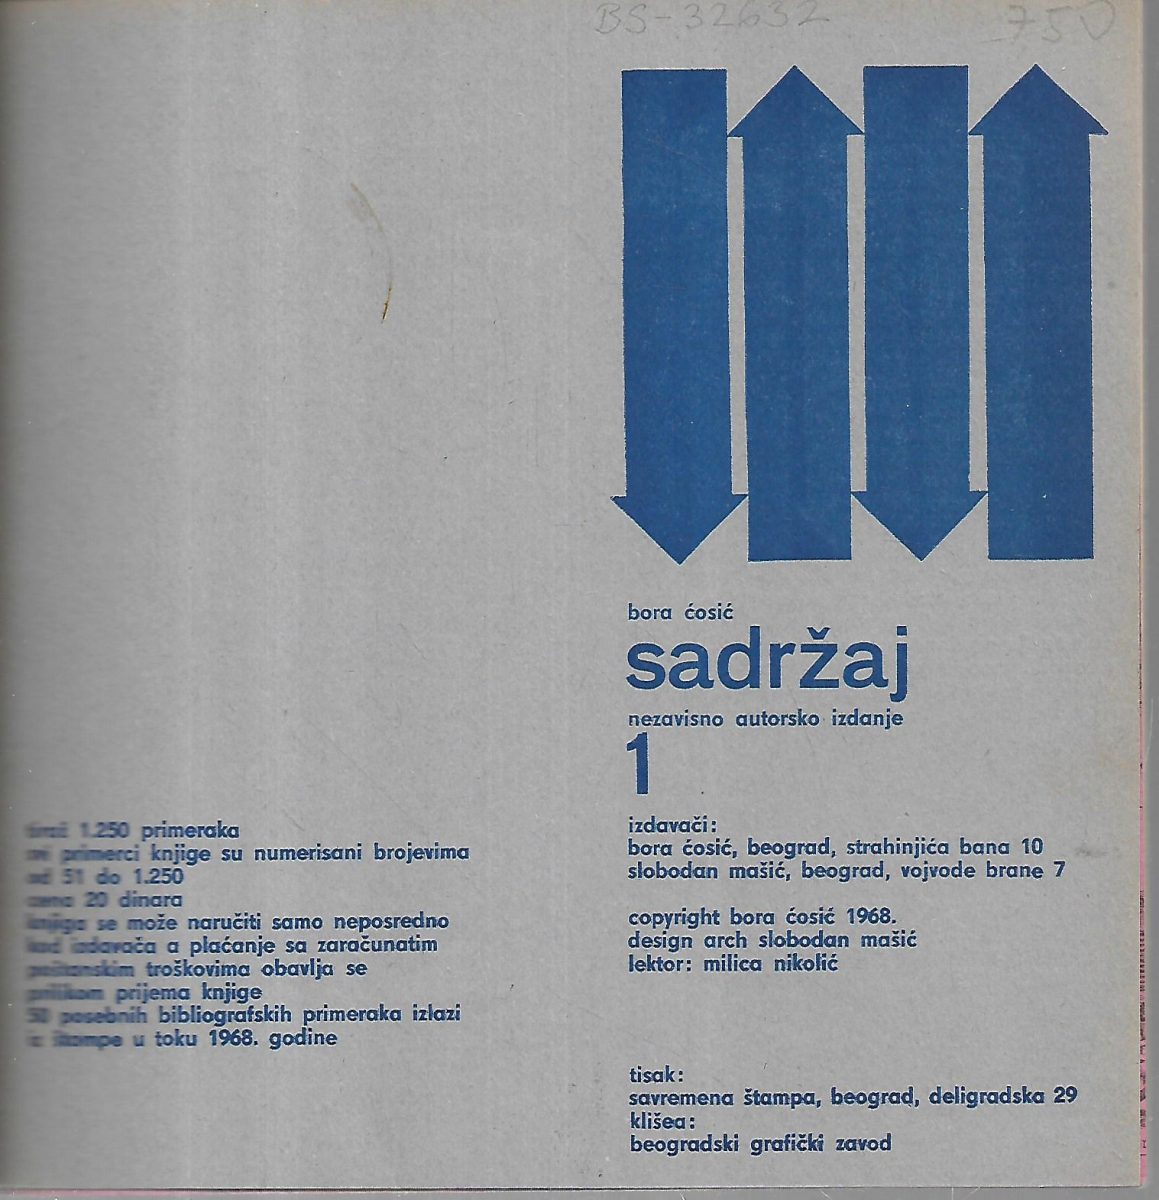 BS-32632
750
bora ćosić
sadržaj
nezavisno autorsko izdanje
1
izdavači:
bora ćosić, beograd, strahinjića bana 10
slobodan mašić, beograd, vojvode brane 7
copyright bora ćosić 1968.
design arch slobodan mašić
lektor: milica nikolić
tisak:
savremena štampa, beograd, deligradska 29
klišea:
beogradski grafički zavod
tiraž 1.250 primeraka
svi primerci knjige su numerisani brojevima
od 51 do 1.250
cena 20 dinara
knjiga se može naručiti samo neposredno
kod izdavača a plaćanje sa zaračunatim
poštanskim troškovima obavlja se
prilikom prijema knjige
50 posebnih bibliografskih primeraka izlazi
iz štampe u toku 1968. godine